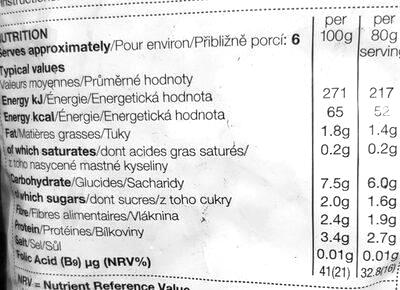 NUTRITION
Serves approximately/Pour environ/Přibližně porcí: 6
per 100g
per 80g serving
Typical values
Valeurs moyennes/Průměrné hodnoty
Energy kJ/Énergie/Energetická hodnota 271 217
Energy kcal/Énergie/Energetická hodnota 65 52
Fat/Matières grasses/Tuky 1.8g 1.4g
of which saturates/dont acides gras saturés/ 0.2g 0.2g
z toho nasycené mastné kyseliny
Carbohydrate/Glucides/Sacharidy 7.5g 6.0g
of which sugars/dont sucres/z toho cukry 2.0g 1.6g
Fibre/Fibres alimentaires/Vláknina 2.4g 1.9g
Protein/Protéines/Bílkoviny 3.4g 2.7g
Salt/Sel/Sůl 0.01g 0.01g
Folic Acid (B9) µg (NRV%) 41(21) 32.8(16)
NRV = Nutrient Reference Value